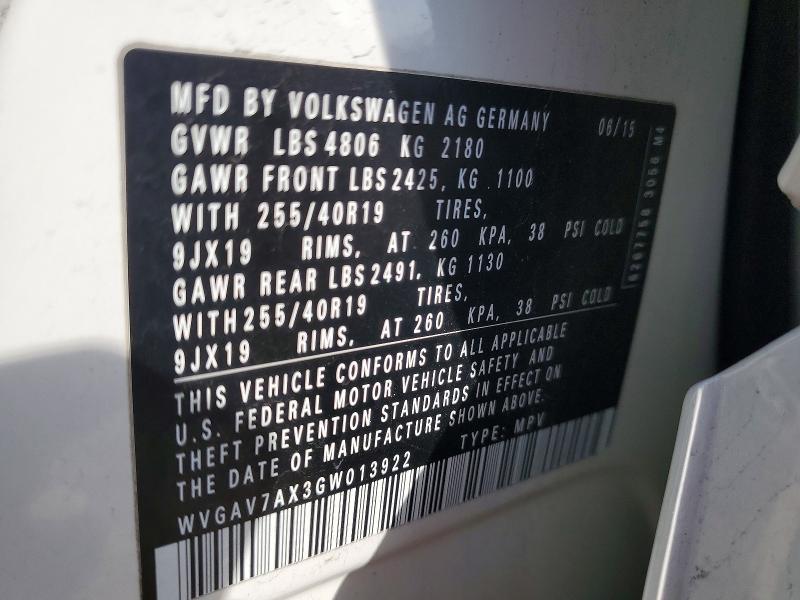 MFD BY VOLKSWAGEN AG GERMANY 06/15
GVWR LBS 4806 KG 2180
GAWR FRONT LBS 2425, KG 1100
WITH 255/40R19 TIRES,
9JX19 RIMS, AT 260 KPA, 38 PSI COLD
GAWR REAR LBS 2491, KG 1130
WITH 255/40R19 TIRES,
9JX19 RIMS, AT 260 KPA, 38 PSI COLD
THIS VEHICLE CONFORMS TO ALL APPLICABLE
U.S. FEDERAL MOTOR VEHICLE SAFETY AND
THEFT PREVENTION STANDARDS IN EFFECT ON
THE DATE OF MANUFACTURE SHOWN ABOVE.
WVGAV7AX3GW013922 TYPE: MPV
3056 M4